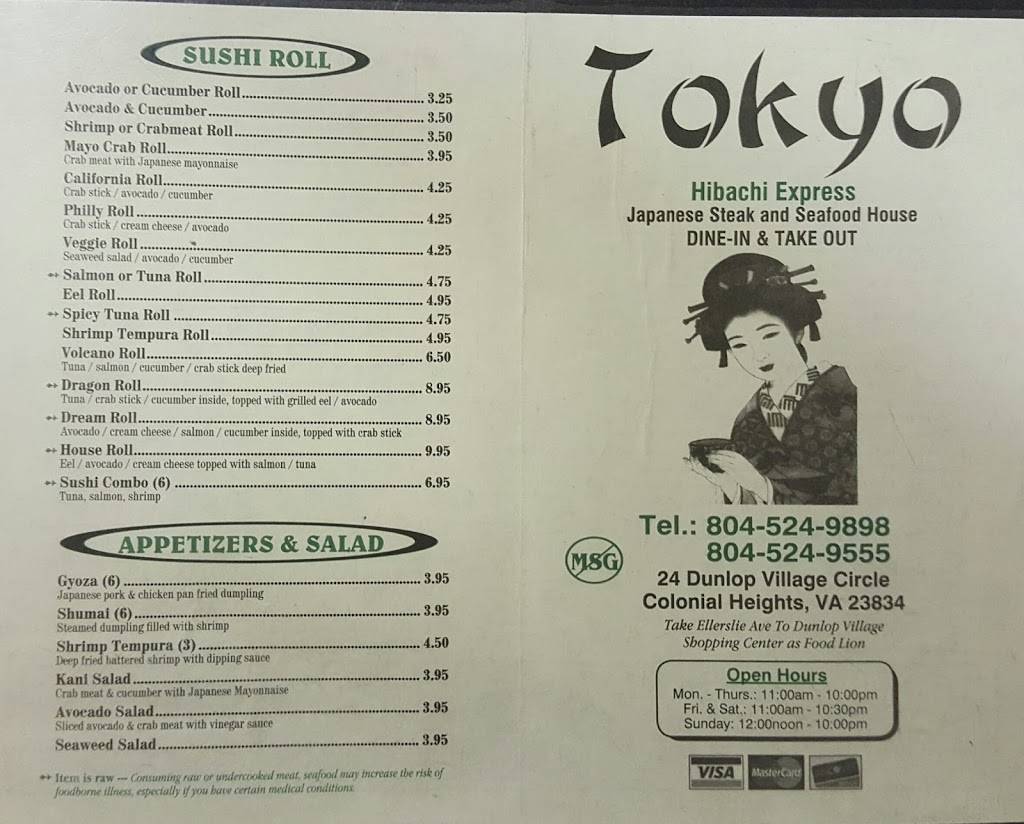 SUSHI ROLL
Avocado or Cucumber Roll 3.25
Avocado & Cucumber 3.50
Shrimp or Crabmeat Roll 3.50
Mayo Crab Roll 3.95
Crab meat with Japanese mayonnaise
California Roll 4.25
Crab stick / avocado / cucumber
Philly Roll 4.25
Crab stick / cream cheese / avocado
Veggie Roll 4.25
Seaweed salad / avocado / cucumber
Salmon or Tuna Roll 4.75
Eel Roll 4.95
Spicy Tuna Roll 4.75
Shrimp Tempura Roll 4.95
Volcano Roll 6.50
Tuna / salmon / cucumber / crab stick deep fried
Dragon Roll 8.95
Tuna / crab stick / cucumber inside, topped with grilled eel / avocado
Dream Roll 8.95
Avocado / cream cheese / salmon / cucumber inside, topped with crab stick
House Roll 9.95
Eel / avocado / cream cheese topped with salmon / tuna
Sushi Combo (6) 6.95
Tuna, salmon, shrimp
APPETIZERS & SALAD
Gyoza (6) 3.95
Japanese pork & chicken pan fried dumpling
Shumai (6) 3.95
Steamed dumpling filled with shrimp
Shrimp Tempura (3) 4.50
Deep fried battered shrimp with dipping sauce
Kani Salad 3.95
Crab meat & cucumber with Japanese Mayonnaise
Avocado Salad 3.95
Sliced avocado & crab meat with vinegar sauce
Seaweed Salad 3.95
Item is raw — Consuming raw or undercooked meat, seafood may increase the risk of
foodborne illness, especially if you have certain medical conditions
Tokyo
Hibachi Express
Japanese Steak and Seafood House
DINE-IN & TAKE OUT
Tel.: 804-524-9898
804-524-9555
MSG
24 Dunlop Village Circle
Colonial Heights, VA 23834
Take Ellerslie Ave To Dunlop Village
Shopping Center as Food Lion
Open Hours
Mon. - Thurs.: 11:00am - 10:00pm
Fri. & Sat.: 11:00am - 10:30pm
Sunday: 12:00noon - 10:00pm
VISA MasterCard